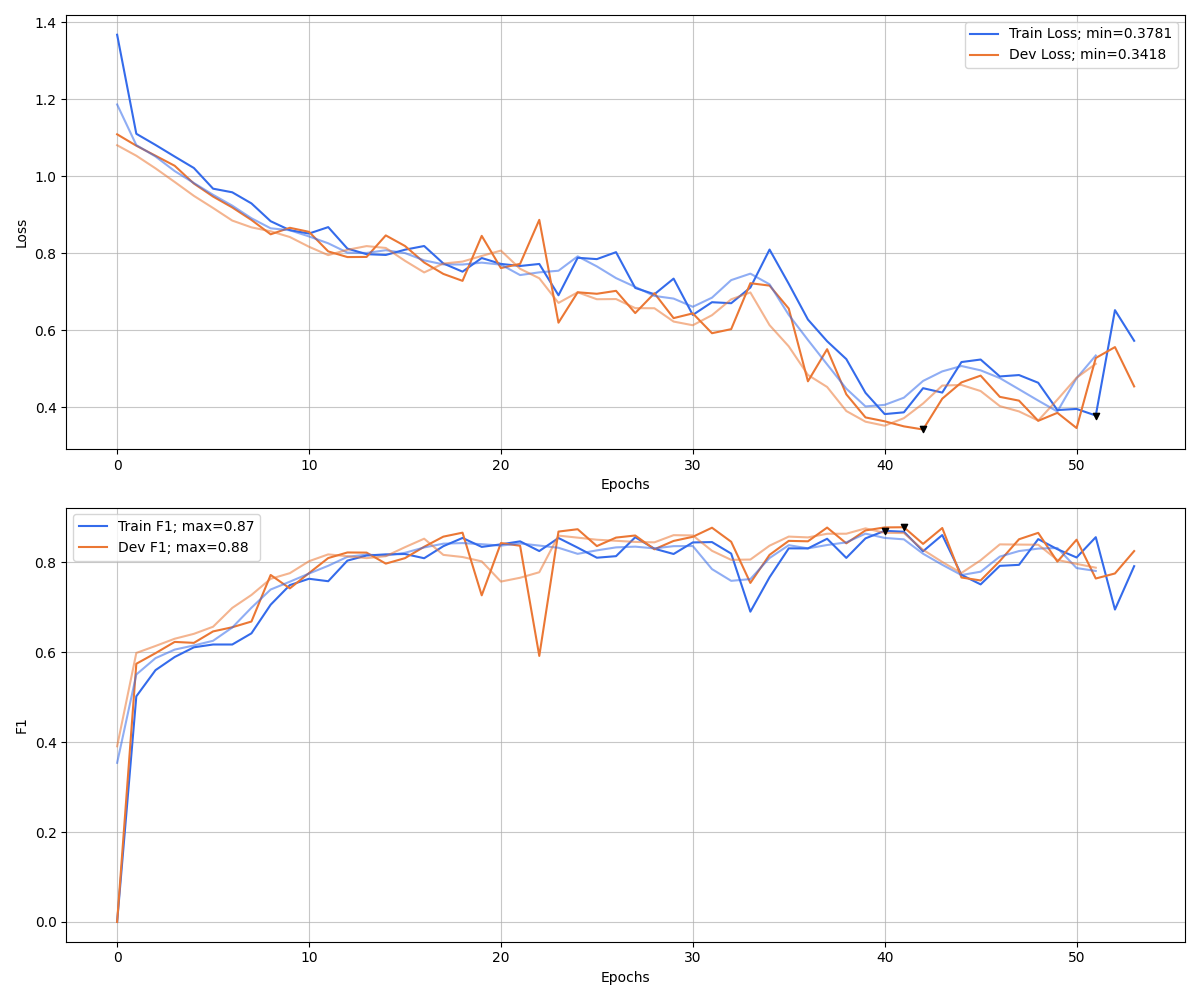 1.4
1.2
1.0
0.8
0.6
0.4
Loss
Train Loss; min=0.3781
Dev Loss; min=0.3418
0 10 20 30 40 50
Epochs
Train F1; max=0.87
Dev F1; max=0.88
0.8
0.6
0.4
0.2
0.0
F1
0 10 20 30 40 50
Epochs